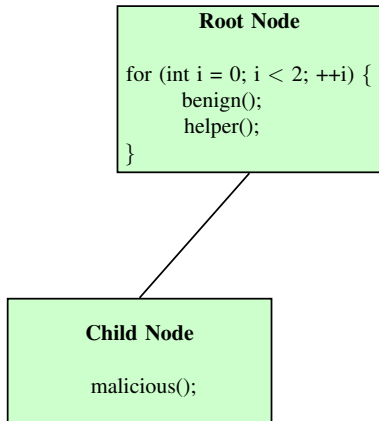 Root Node
for (int i = 0; i < 2; ++i) {
benign();
helper();
}
Child Node
malicious();